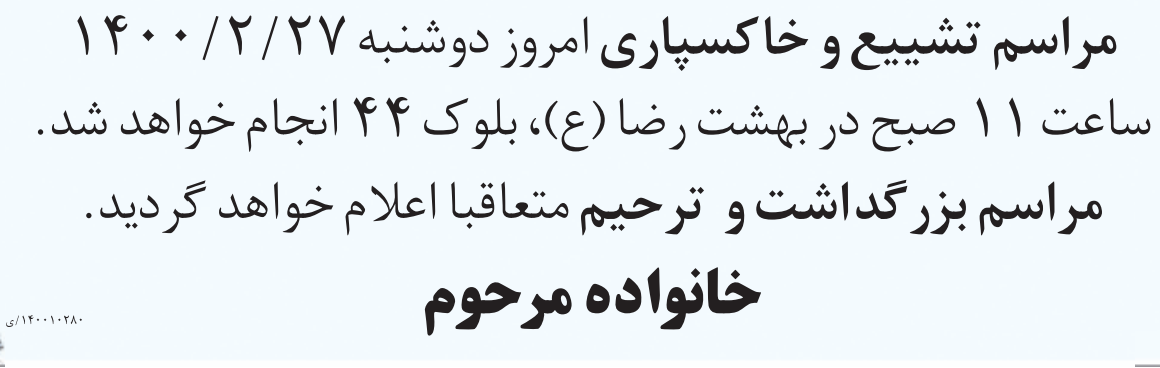 مراسم تشییع و خاکسپاری امروز دوشنبه ۱۴۰۰/۲/۲۷
ساعت ۱۱ صبح در بهشت رضا (ع)، بلوک ۴۴ انجام خواهد شد.
مراسم بزرگداشت و ترحیم متعاقبا اعلام خواهد گردید.
خانواده مرحوم
۱۴۰۰۱۰۲۸۰/ی